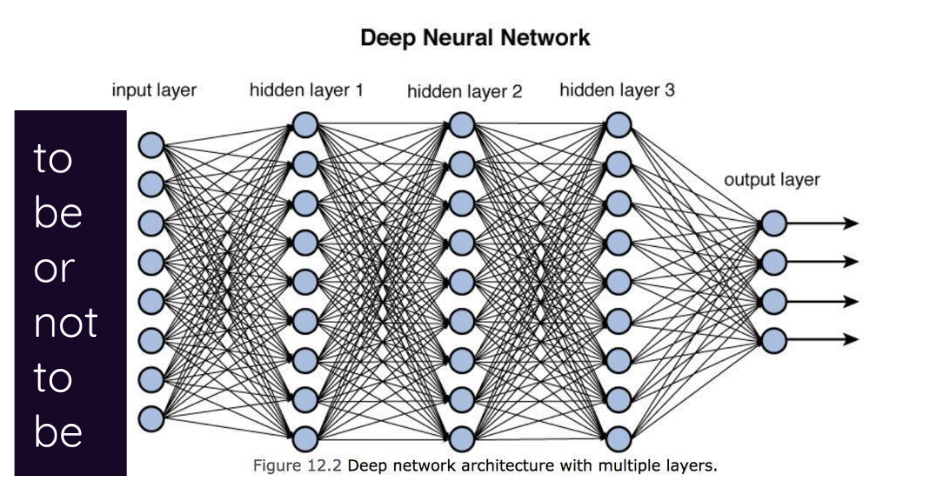 Deep Neural Network
input layer
hidden layer 1
hidden layer 2
hidden layer 3
output layer
to
be
or
not
to
be
Figure 12.2 Deep network architecture with multiple layers.